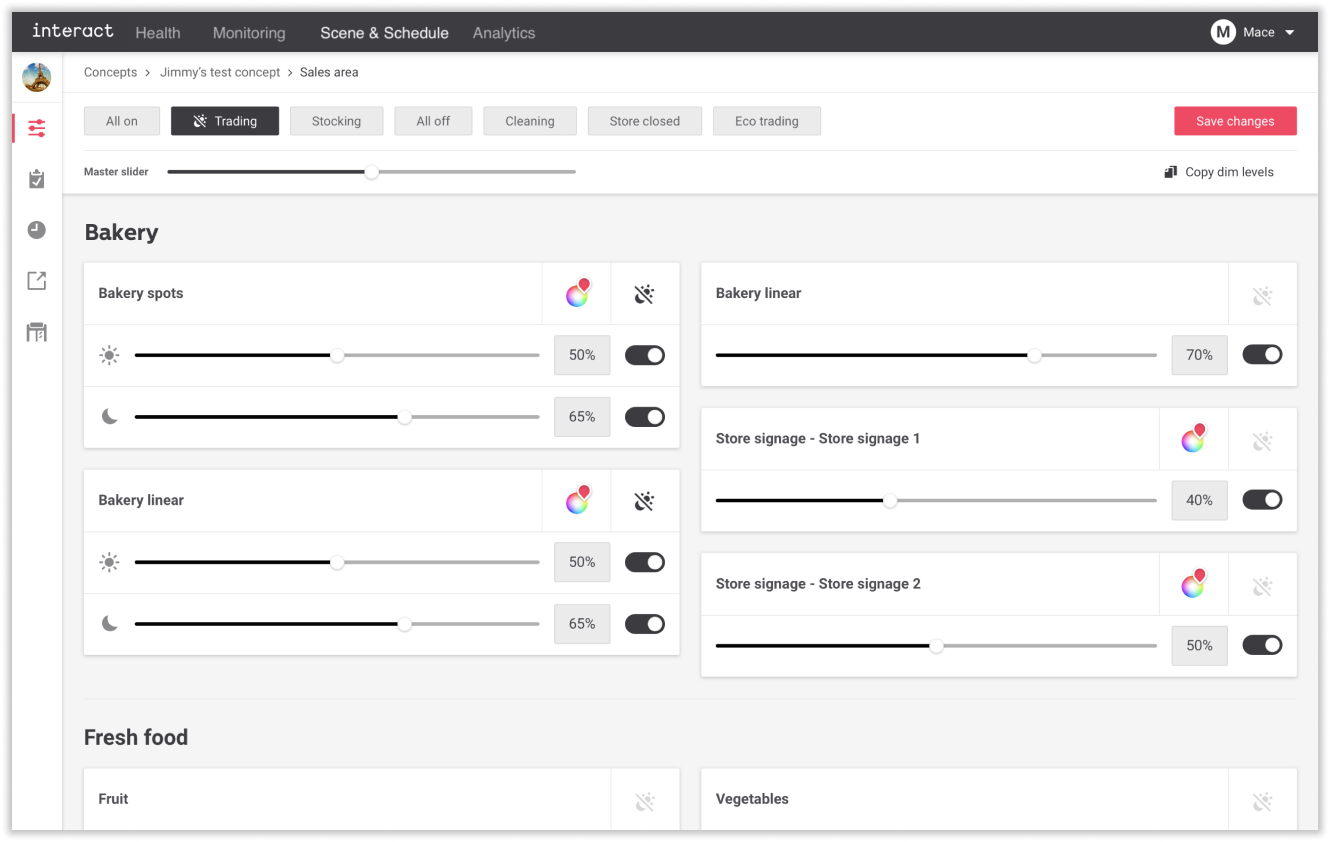 interact Health Monitoring Scene & Schedule Analytics M Mace
Concepts > Jimmy's test concept > Sales area
All on Trading Stocking All off Cleaning Store closed Eco trading Save changes
Master slider Copy dim levels
Bakery
Bakery spots
50%
65%
Bakery linear
50%
65%
Bakery linear
70%
Store signage - Store signage 1
40%
Store signage - Store signage 2
50%
Fresh food
Fruit
Vegetables